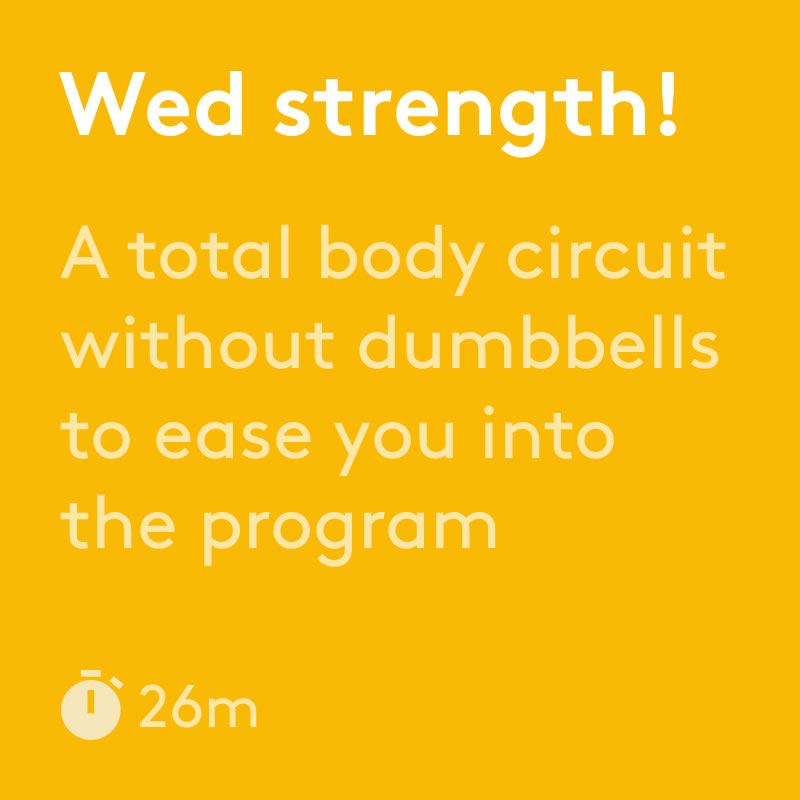 Wed strength!
A total body circuit
without dumbbells
to ease you into
the program
26m